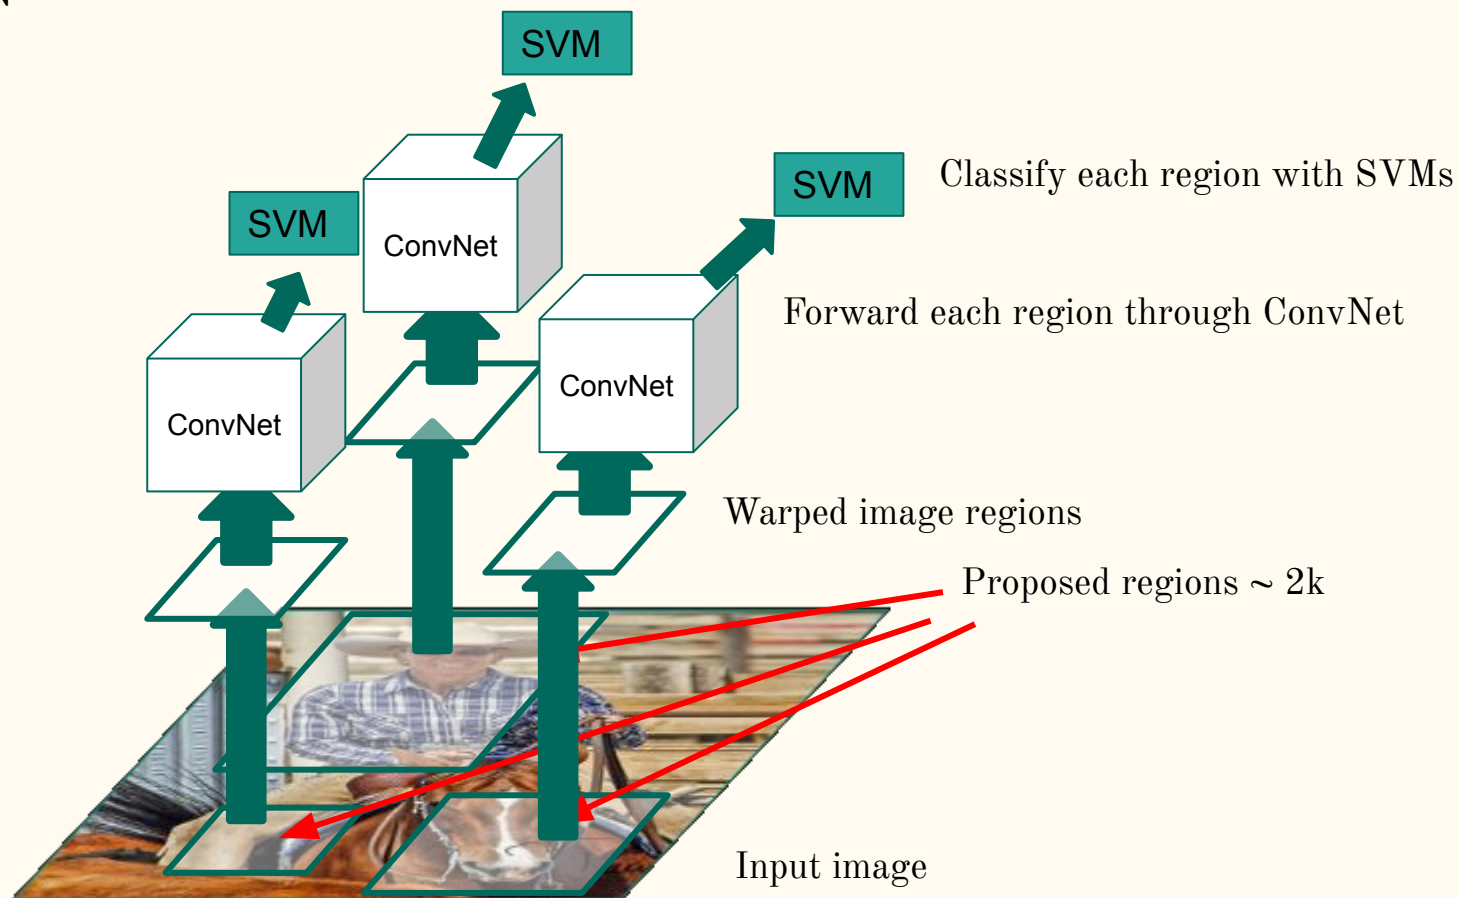 SVM
SVM
Classify each region with SVMs
SVM
ConvNet
Forward each region through ConvNet
ConvNet
ConvNet
Warped image regions
Proposed regions ~ 2k
Input image